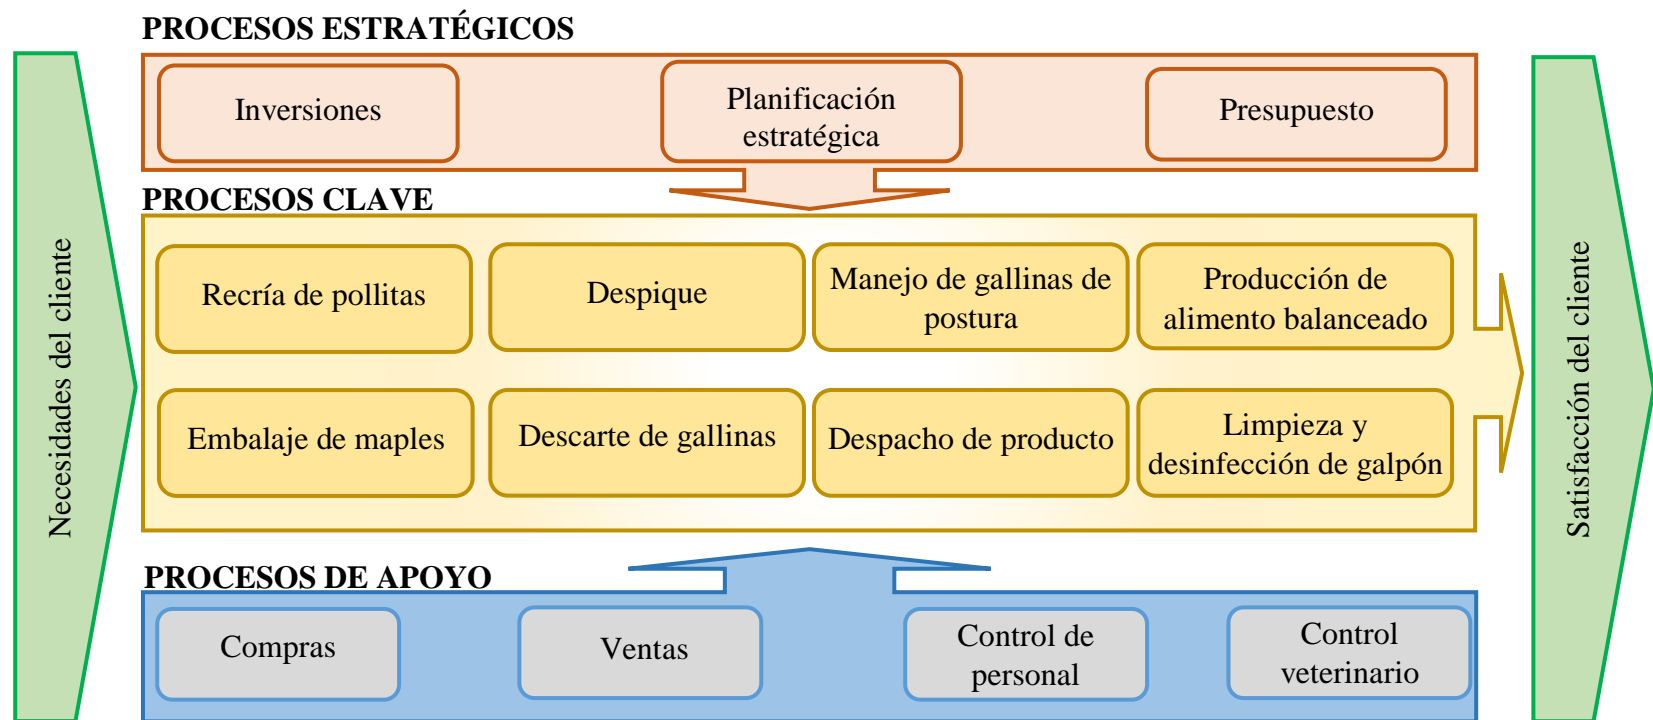 PROCESOS ESTRATÉGICOS
Inversiones
Planificación
estratégica
Presupuesto
PROCESOS CLAVE
Necesidades del cliente
Recría de pollitas
Despique
Manejo de gallinas de
postura
Producción de
alimento balanceado
Embalaje de maples
Descarte de gallinas
Despacho de producto
Limpieza y
desinfección de galpón
Satisfacción del cliente
PROCESOS DE APOYO
Compras
Ventas
Control de
personal
Control
veterinario